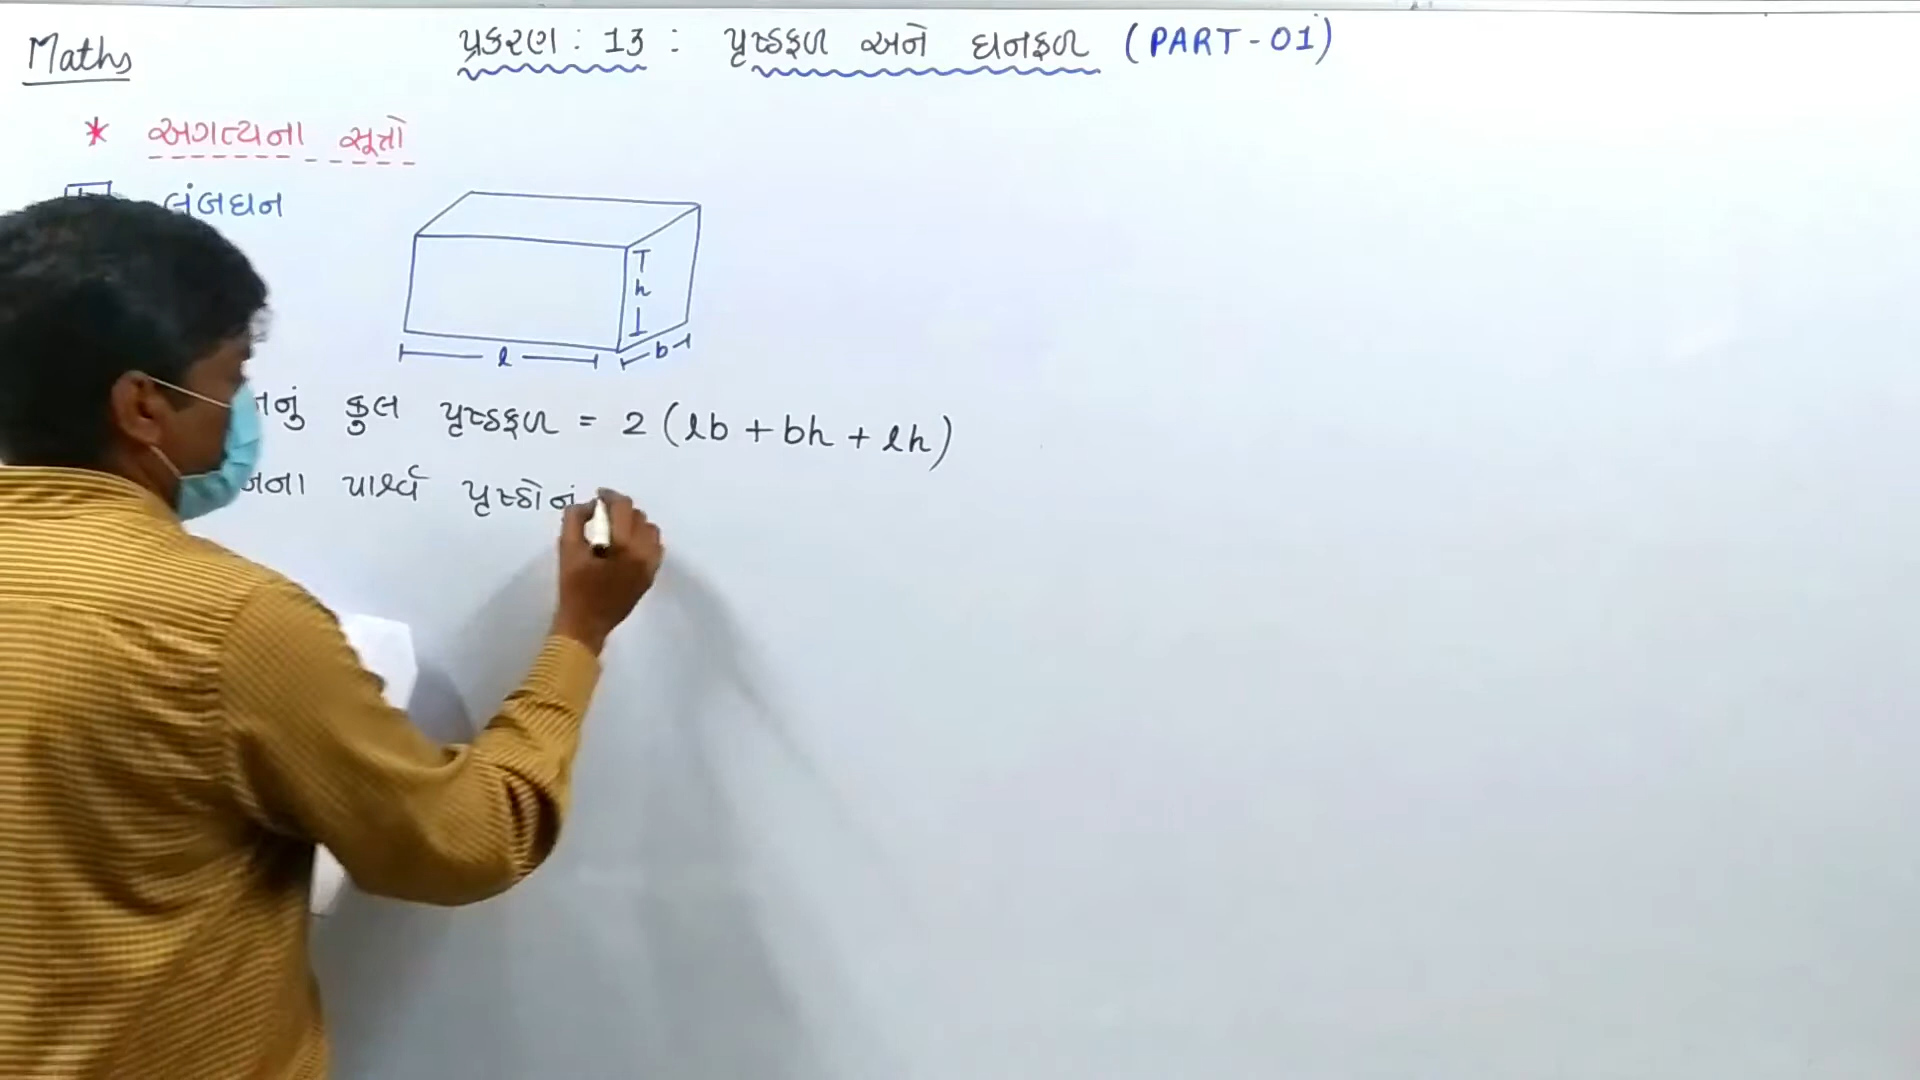 Maths
પ્રકરણ : 13 : પૃષ્ઠફળ અને ઘનફળ (PART-01)
* અગત્યના સૂત્રો
લંબઘન
h
l b
કુલ પૃષ્ઠફળ = 2 (lb + bh + lh)
પાર્શ્વ પૃષ્ઠોનું